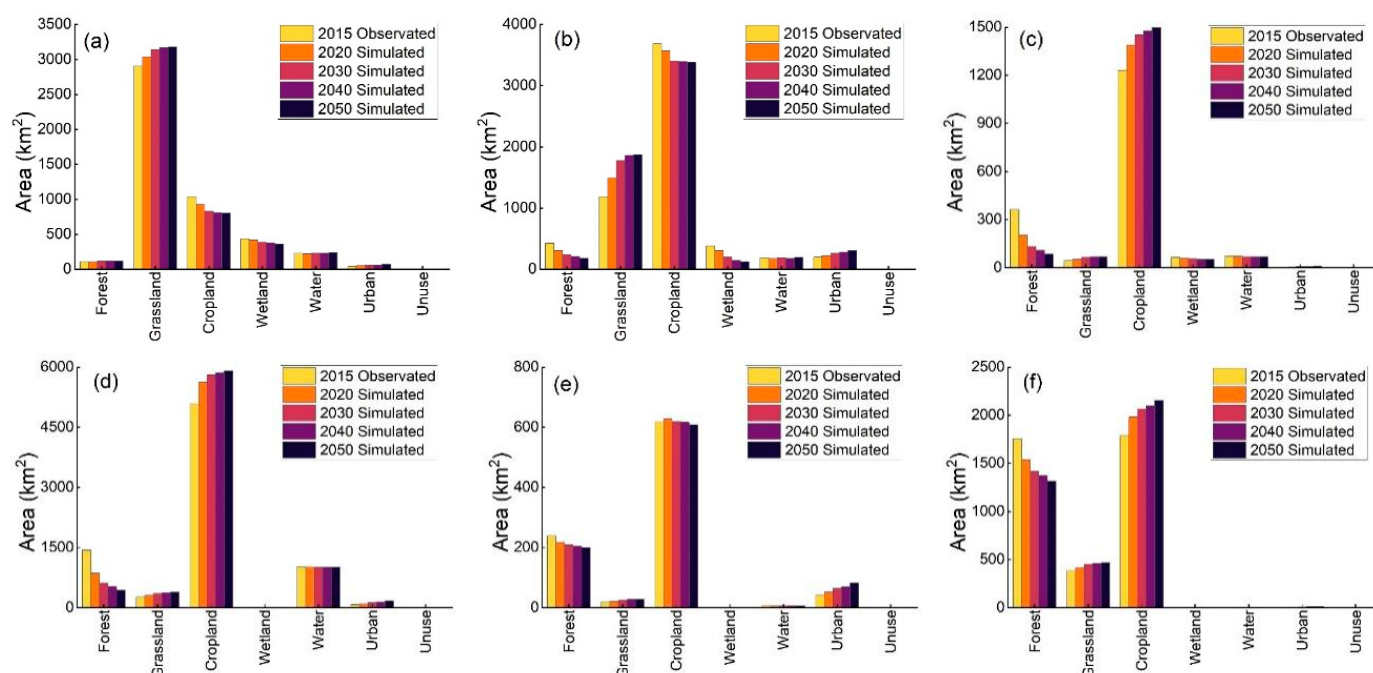 (a)
Area (km²)
3500
3000
2500
2000
1500
1000
500
0
2015 Observated
2020 Simulated
2030 Simulated
2040 Simulated
2050 Simulated
Forest
Grassland
Cropland
Wetland
Water
Urban
Unuse
(b)
Area (km²)
4000
3000
2000
1000
0
2015 Observated
2020 Simulated
2030 Simulated
2040 Simulated
2050 Simulated
Forest
Grassland
Cropland
Wetland
Water
Urban
Unuse
(c)
Area (km²)
1500
1200
900
600
300
0
2015 Observated
2020 Simulated
2030 Simulated
2040 Simulated
2050 Simulated
Forest
Grassland
Cropland
Wetland
Water
Urban
Unuse
(d)
Area (km²)
6000
4500
3000
1500
0
2015 Observated
2020 Simulated
2030 Simulated
2040 Simulated
2050 Simulated
Forest
Grassland
Cropland
Wetland
Water
Urban
Unuse
(e)
Area (km²)
800
600
400
200
0
2015 Observated
2020 Simulated
2030 Simulated
2040 Simulated
2050 Simulated
Forest
Grassland
Cropland
Wetland
Water
Urban
Unuse
(f)
Area (km²)
2500
2000
1500
1000
500
0
2015 Observated
2020 Simulated
2030 Simulated
2040 Simulated
2050 Simulated
Forest
Grassland
Cropland
Wetland
Water
Urban
Unuse